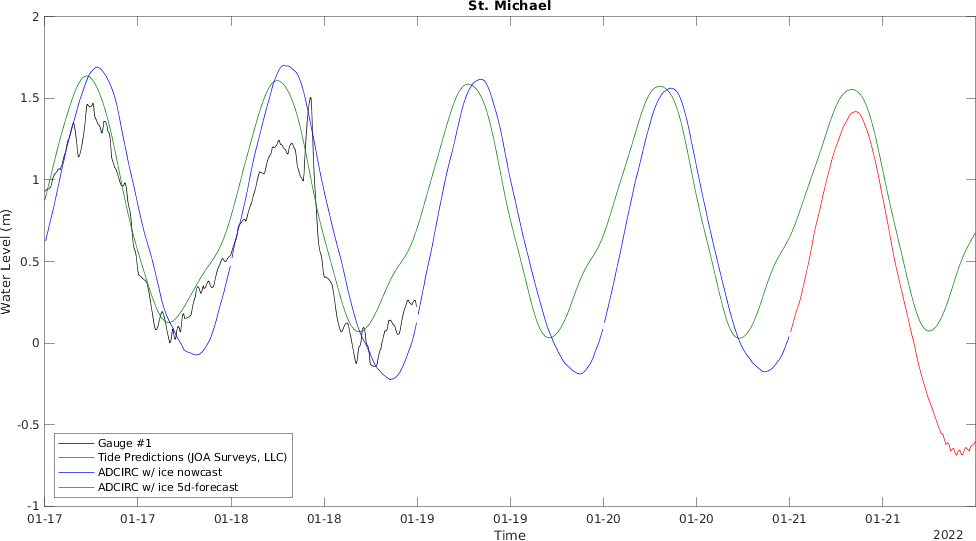 St. Michael
2
1.5
1
0.5
0
-0.5
-1
Water Level (m)
Gauge #1
Tide Predictions (JOA Surveys, LLC)
ADCIRC w/ ice nowcast
ADCIRC w/ ice 5d-forecast
01-17 01-17 01-18 01-18 01-19 01-19 01-20 01-20 01-21 01-21
Time
2022